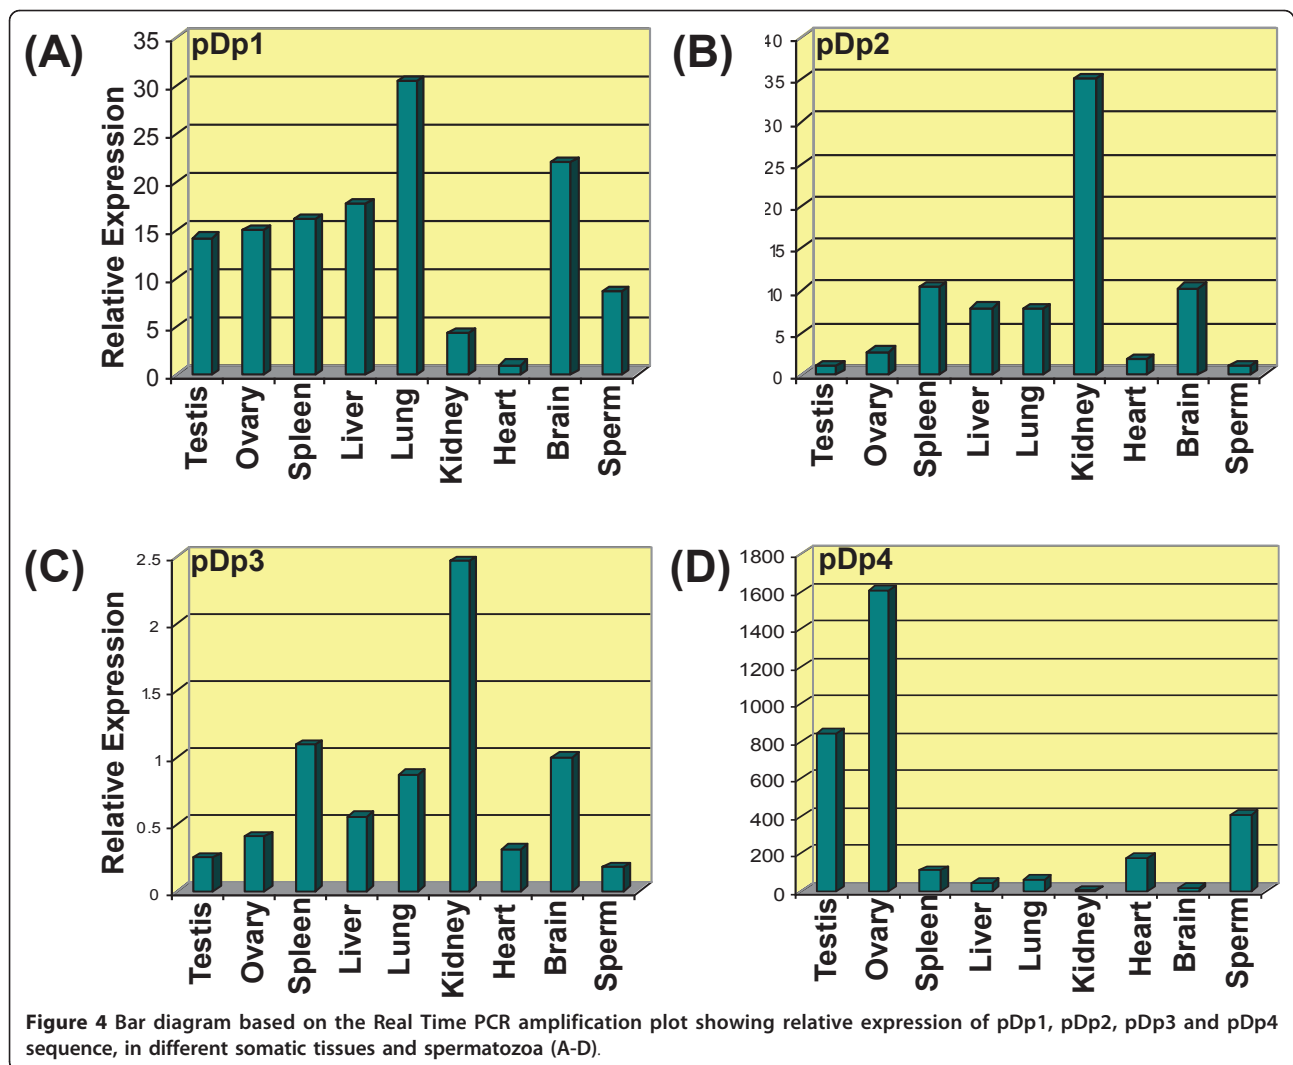 (A)
pDp1
35
30
25
20
15
10
5
0
Relative Expression
Testis
Ovary
Spleen
Liver
Lung
Kidney
Heart
Brain
Sperm
(B)
pDp2
40
35
30
25
20
15
10
5
0
Testis
Ovary
Spleen
Liver
Lung
Kidney
Heart
Brain
Sperm
(C)
pDp3
2.5
2
1.5
1
0.5
0
Relative Expression
Testis
Ovary
Spleen
Liver
Lung
Kidney
Heart
Brain
Sperm
(D)
pDp4
1800
1600
1400
1200
1000
800
600
400
200
0
Testis
Ovary
Spleen
Liver
Lung
Kidney
Heart
Brain
Sperm
Figure 4 Bar diagram based on the Real Time PCR amplification plot showing relative expression of pDp1, pDp2, pDp3 and pDp4
sequence, in different somatic tissues and spermatozoa (A-D).